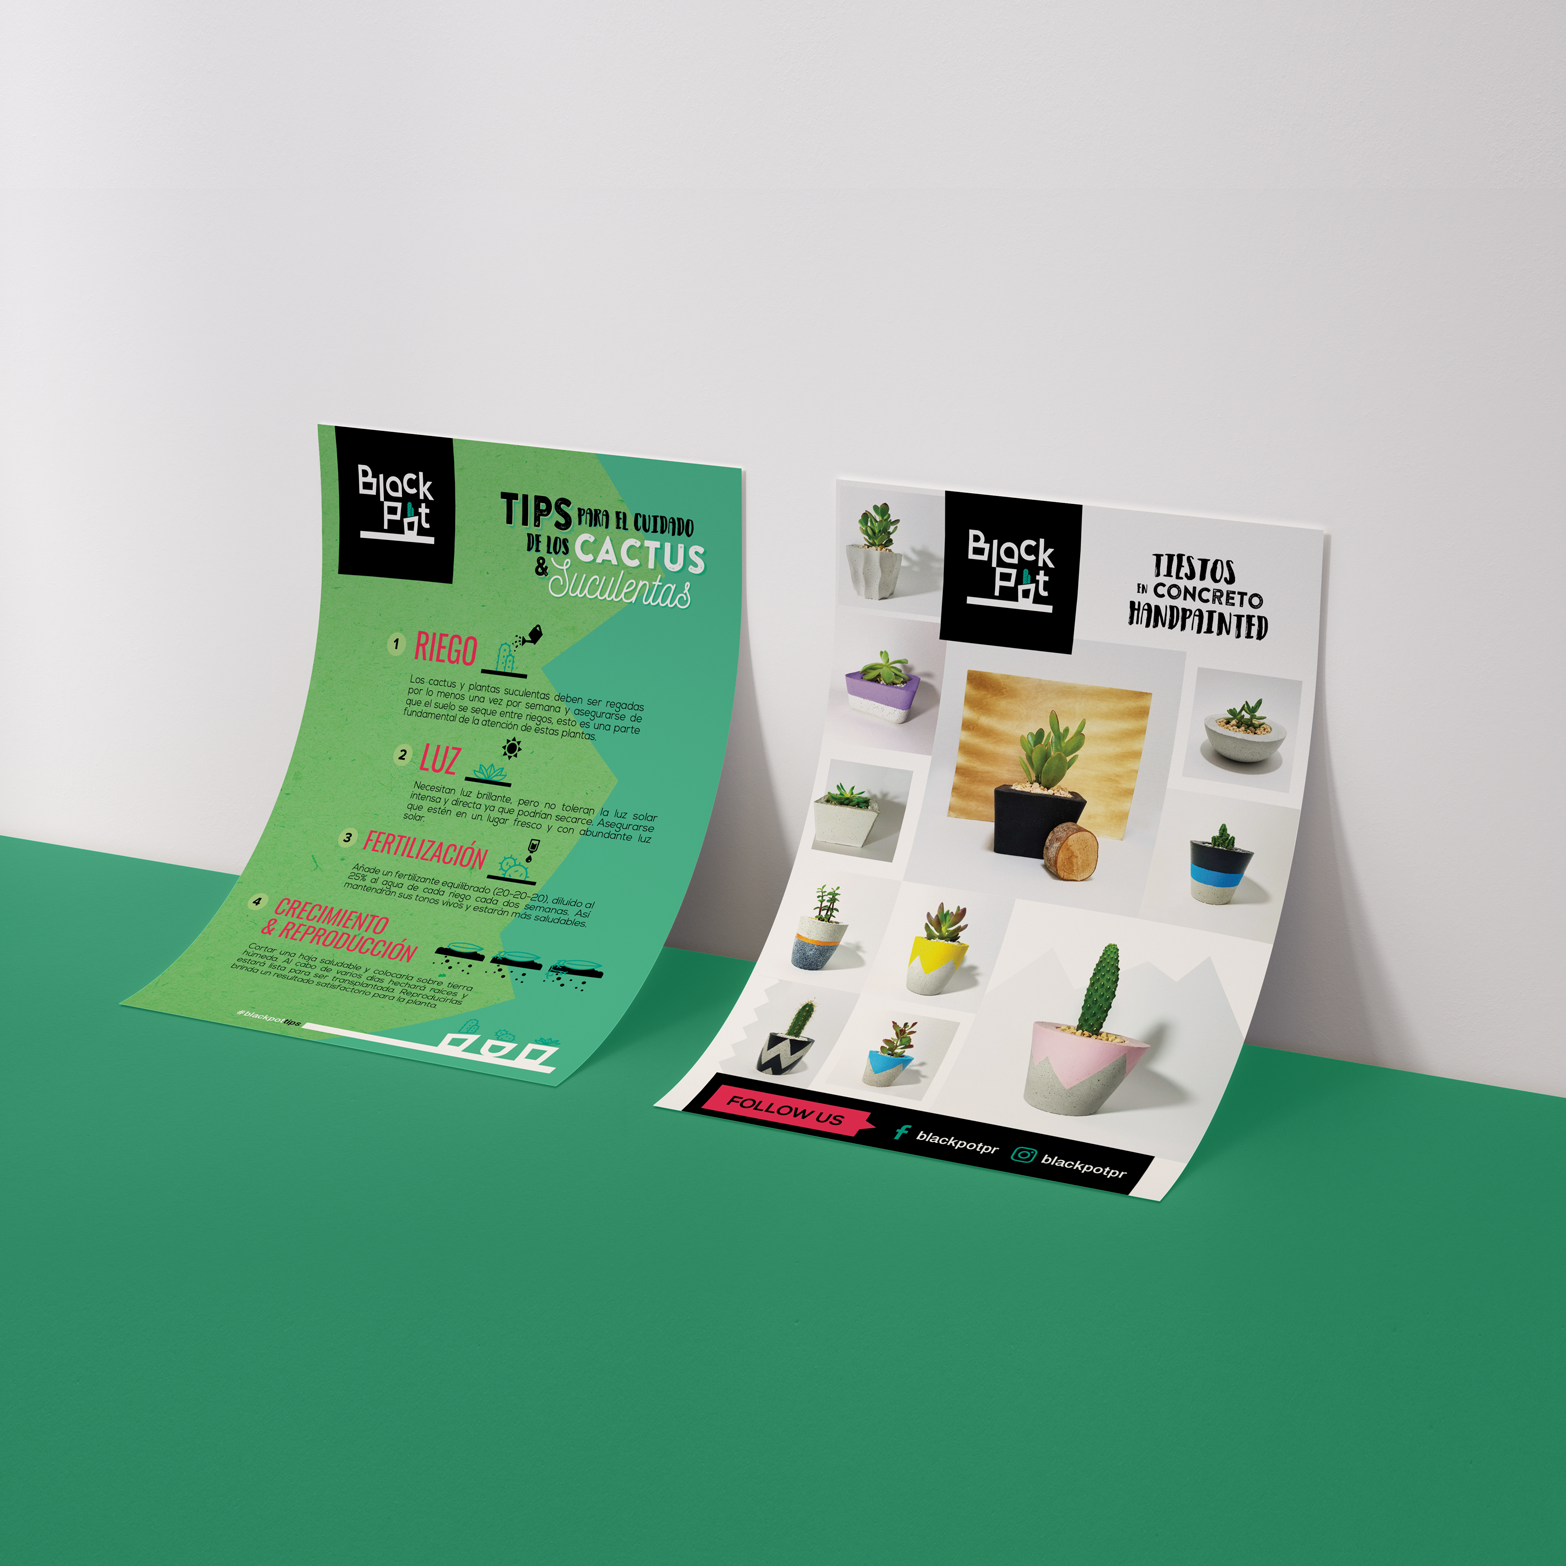 Black
Pot
TIPS PARA EL CUIDADO
DE LOS CACTUS
& Suculentas
1 RIEGO
Los cactus y plantas suculentas deben ser regadas
por lo menos una vez por semana y asegurarse de
que el suelo se seque entre riegos, esto es una parte
fundamental de la atención de estas plantas.
2 LUZ
Necesitan luz brillante, pero no toleran la luz solar
intensa y directa ya que podrían secarce. Asegurarse
que estén en un lugar fresco y con abundante luz
solar.
3 FERTILIZACIÓN
Añade un fertilizante equilibrado (20-20-20), diluido al
25% al agua de cada riego cada dos semanas. Así
mantendrán sus tonos vivos y estarán más saludables.
4 CRECIMIENTO
& REPRODUCCIÓN
Cortar una hoja saludable y colocarla sobre tierra
húmeda. Al cabo de varios días hechará raíces y
estará lista para ser transplantada. Reproducirlas
brinda un resultado satisfactorio para la planta.
#blackpottips
Black
Pot
TIESTOS
EN CONCRETO
HANDPAINTED
FOLLOW US
blackpotpr
blackpotpr